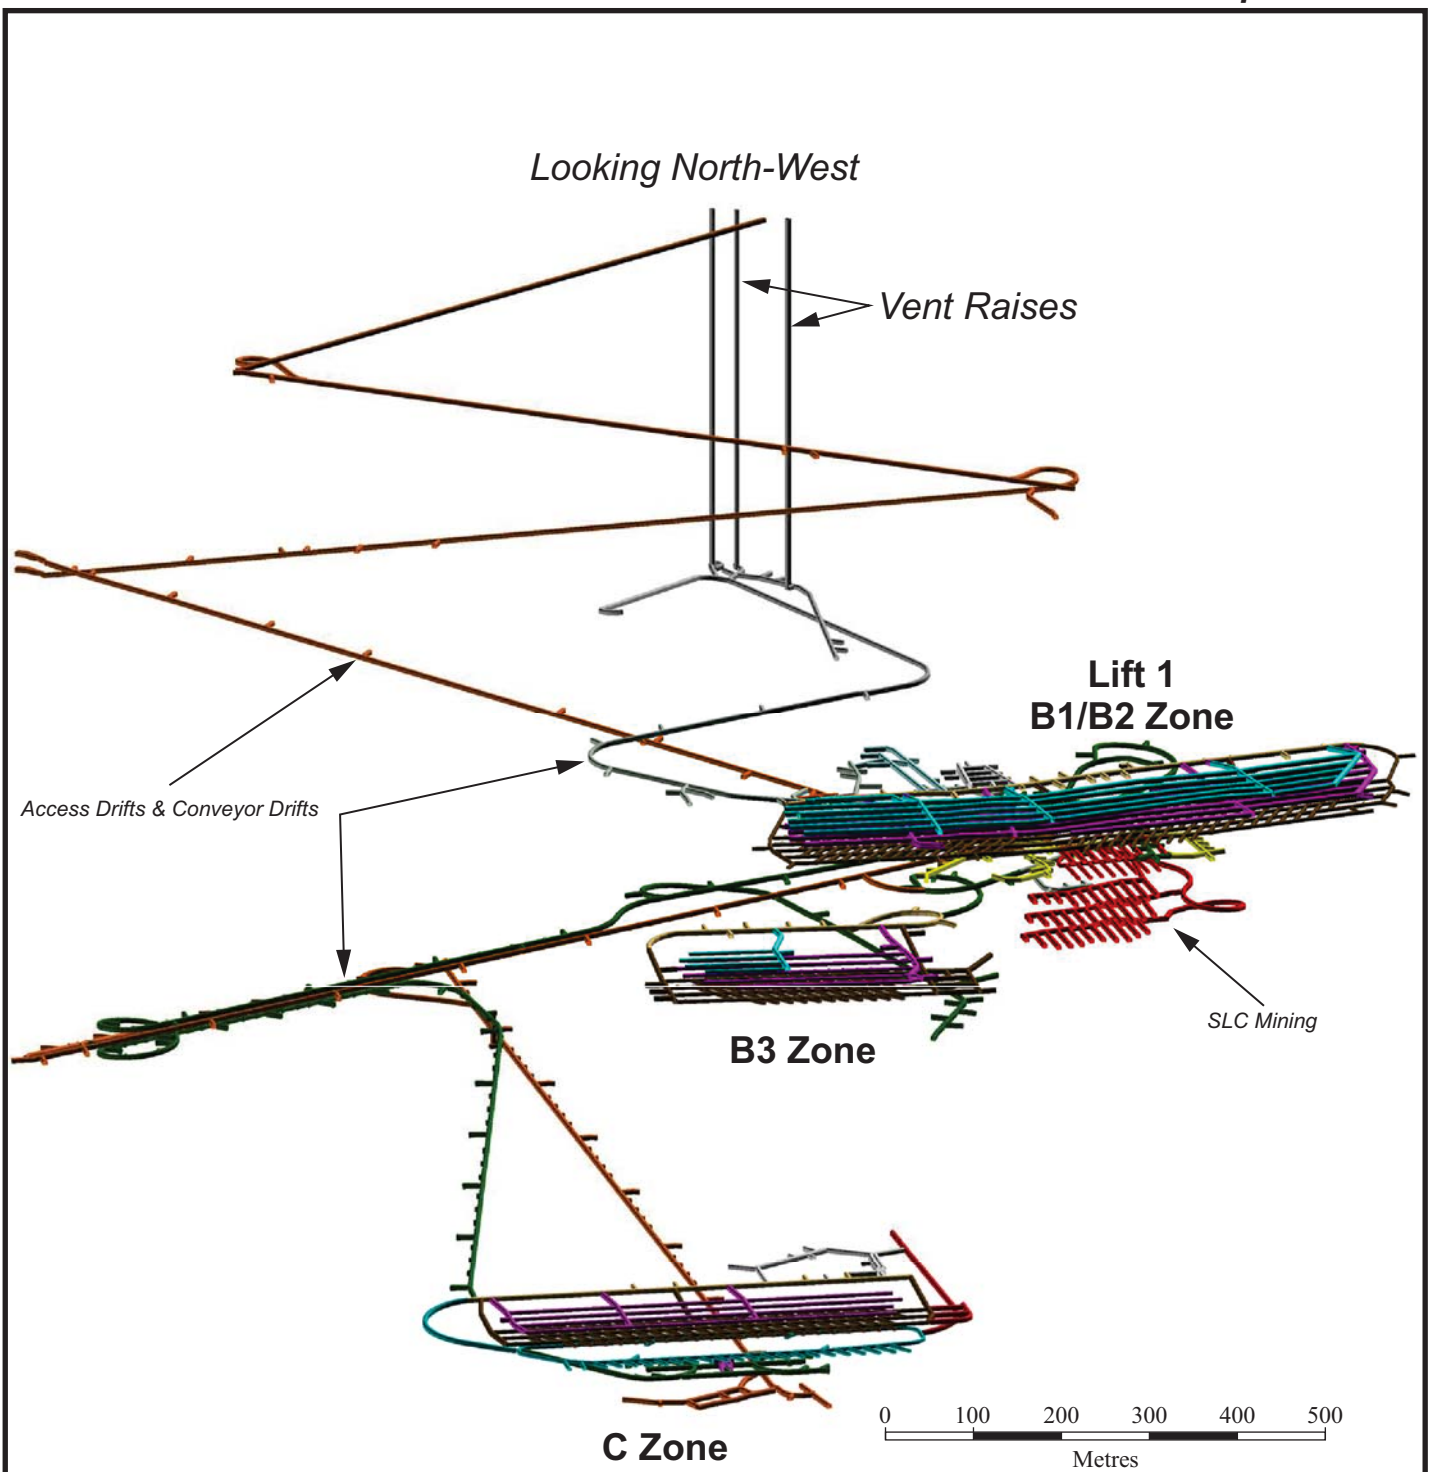 Looking North-West
Vent Raises
Lift 1
B1/B2 Zone
Access Drifts & Conveyor Drifts
SLC Mining
B3 Zone
C Zone
0 100 200 300 400 500
Metres